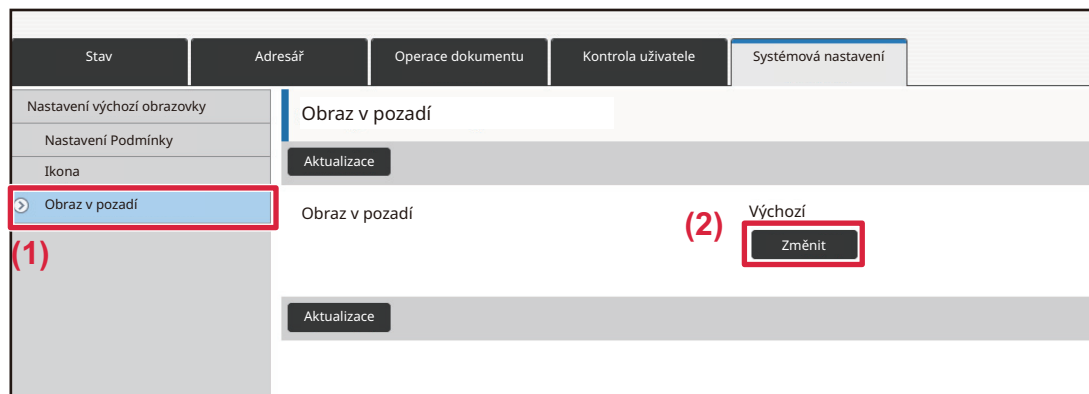 Stav
Adresář
Operace dokumentu
Kontrola uživatele
Systémová nastavení
Nastavení výchozí obrazovky
Nastavení Podmínky
Ikona
Obraz v pozadí
(1)
Obraz v pozadí
Aktualizace
Obraz v pozadí
Výchozí
(2)
Změnit
Aktualizace